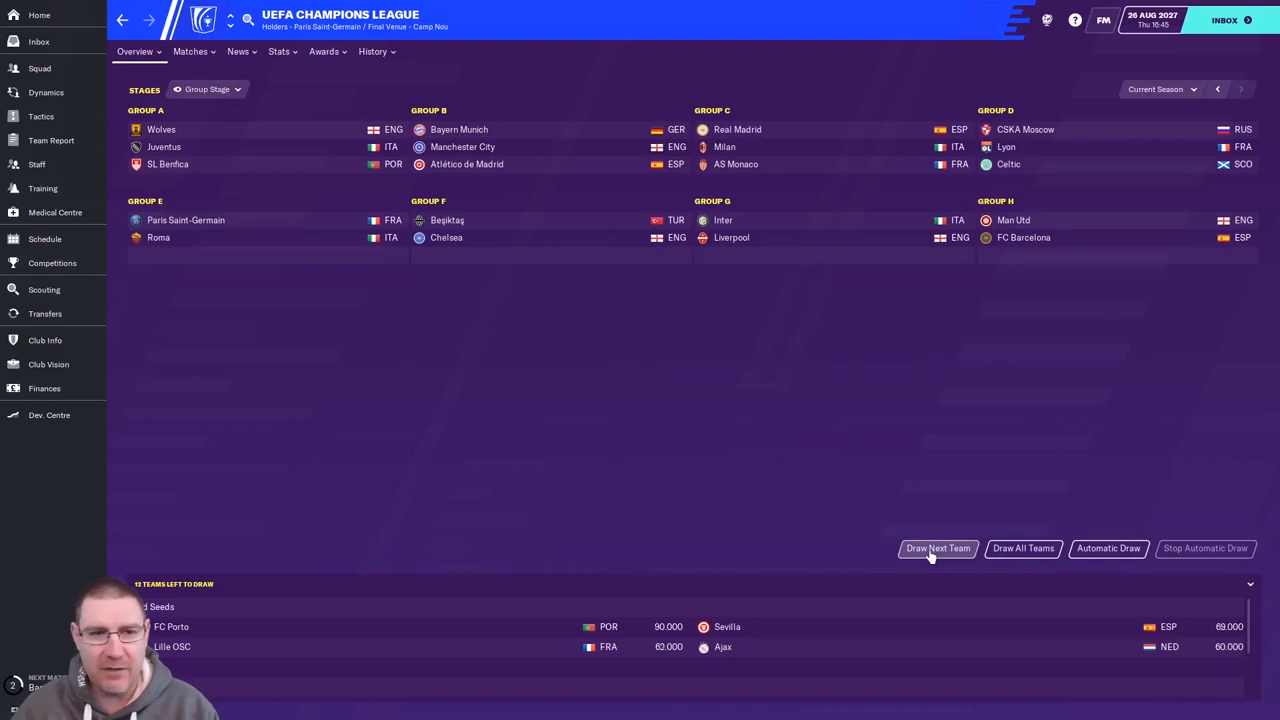 UEFA CHAMPIONS LEAGUE
Holders - Paris Saint-Germain / Final Venue - Camp Nou
FM
26 AUG 2027
Thu 16:45
INBOX
Home
Inbox
Squad
Dynamics
Tactics
Team Report
Staff
Training
Medical Centre
Schedule
Competitions
Scouting
Transfers
Club Info
Club Vision
Finances
Dev. Centre
2
NEXT MATC
Overview
Matches
News
Stats
Awards
History
STAGES
Group Stage
Current Season
GROUP A
Wolves ENG
Juventus ITA
SL Benfica POR
GROUP B
Bayern Munich GER
Manchester City ENG
Atlético de Madrid ESP
GROUP C
Real Madrid ESP
Milan ITA
AS Monaco FRA
GROUP D
CSKA Moscow RUS
Lyon FRA
Celtic SCO
GROUP E
Paris Saint-Germain FRA
Roma ITA
GROUP F
Beşiktaş TUR
Chelsea ENG
GROUP G
Inter ITA
Liverpool ENG
GROUP H
Man Utd ENG
FC Barcelona ESP
Draw Next Team
Draw All Teams
Automatic Draw
Stop Automatic Draw
12 TEAMS LEFT TO DRAW
d Seeds
FC Porto POR 90.000
Sevilla ESP 69.000
Lille OSC FRA 62.000
Ajax NED 60.000